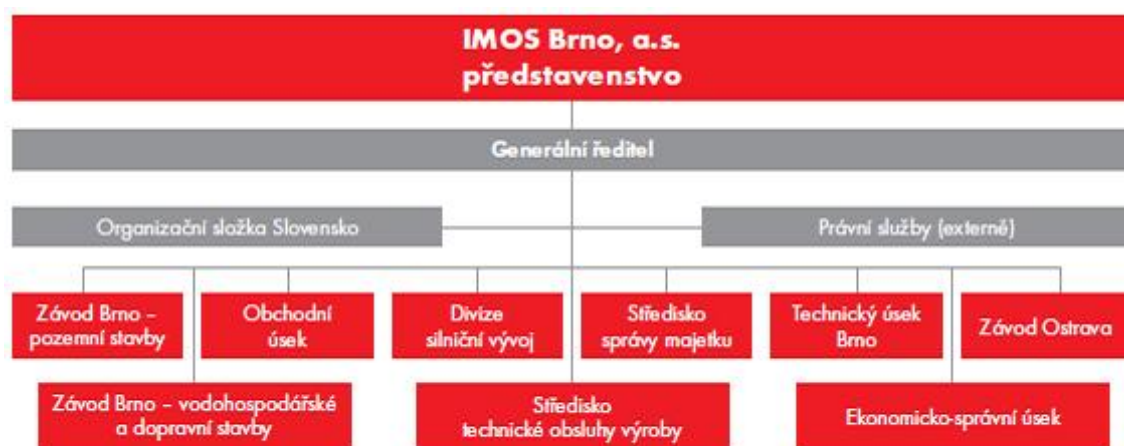 IMOS Brno, a.s.
představenstvo
Generální ředitel
Organizační složka Slovensko
Právní služby (externě)
Závod Brno –
pozemní stavby
Obchodní
úsek
Divize
silniční vývoj
Středisko
správy majetku
Technický úsek
Brno
Závod Ostrava
Závod Brno – vodohospodářské
a dopravní stavby
Středisko
technické obsluhy výroby
Ekonomicko-správní úsek